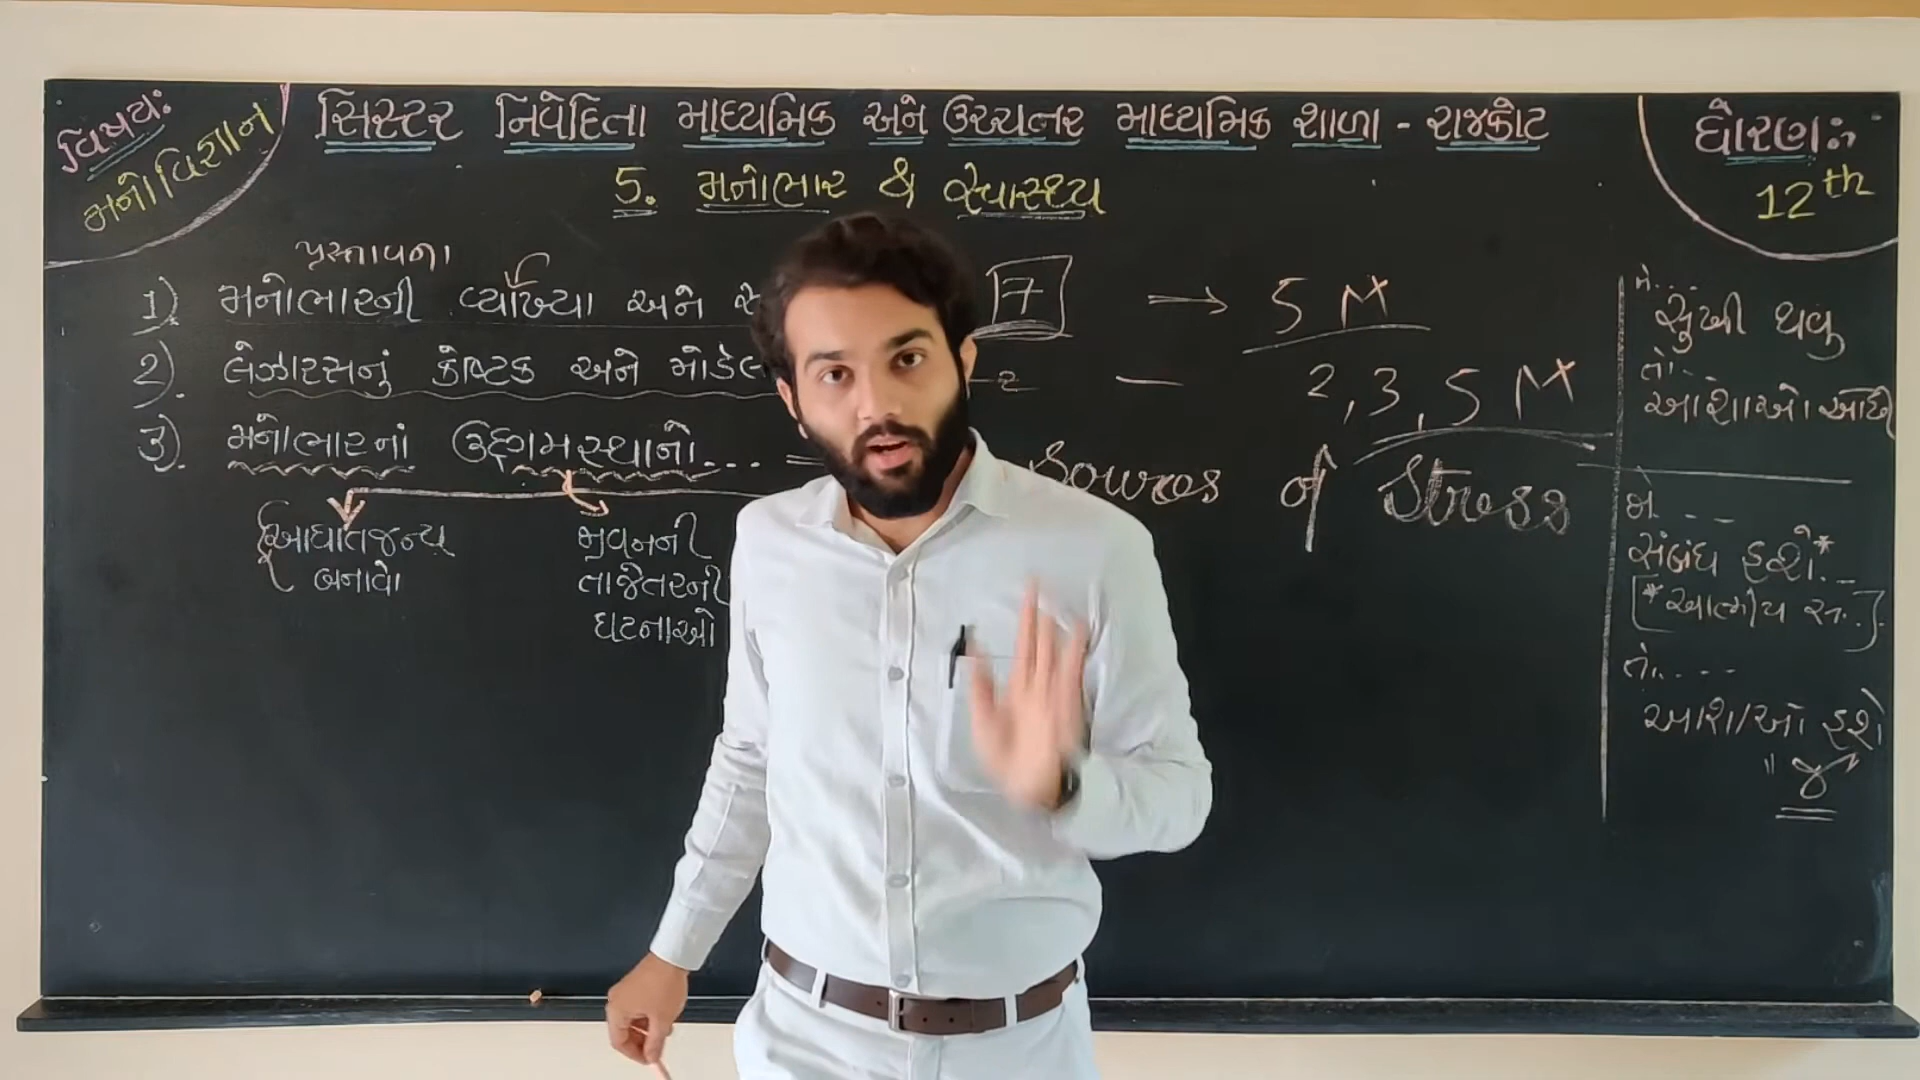 વિષય:
મનોવિજ્ઞાન
સિસ્ટર નિવેદિતા માધ્યમિક અને ઉચ્ચતર માધ્યમિક શાળા - રાજકોટ
ધોરણ:
12th
5. મનોભાર & સ્વાસ્થ્ય
પ્રસ્તાવના
1) મનોભારની વ્યાખ્યા અને 7 → 5 M
2) લેઝારસનું કોષ્ટક અને મોડેલ 2 — 2,3,5 M
3) મનોભારનાં ઉદ્દગમસ્થાનો... = Sources of Stress
આઘાતજન્ય
બનાવો
જીવનની
તાજેતરની
ઘટનાઓ
સુખી થવુ
તો..
આશાઓ
જો - - -
સંબંધ હશે.*
[*આત્મીય સ..].
તો.. - - -
આશાઓ હશે
" જ